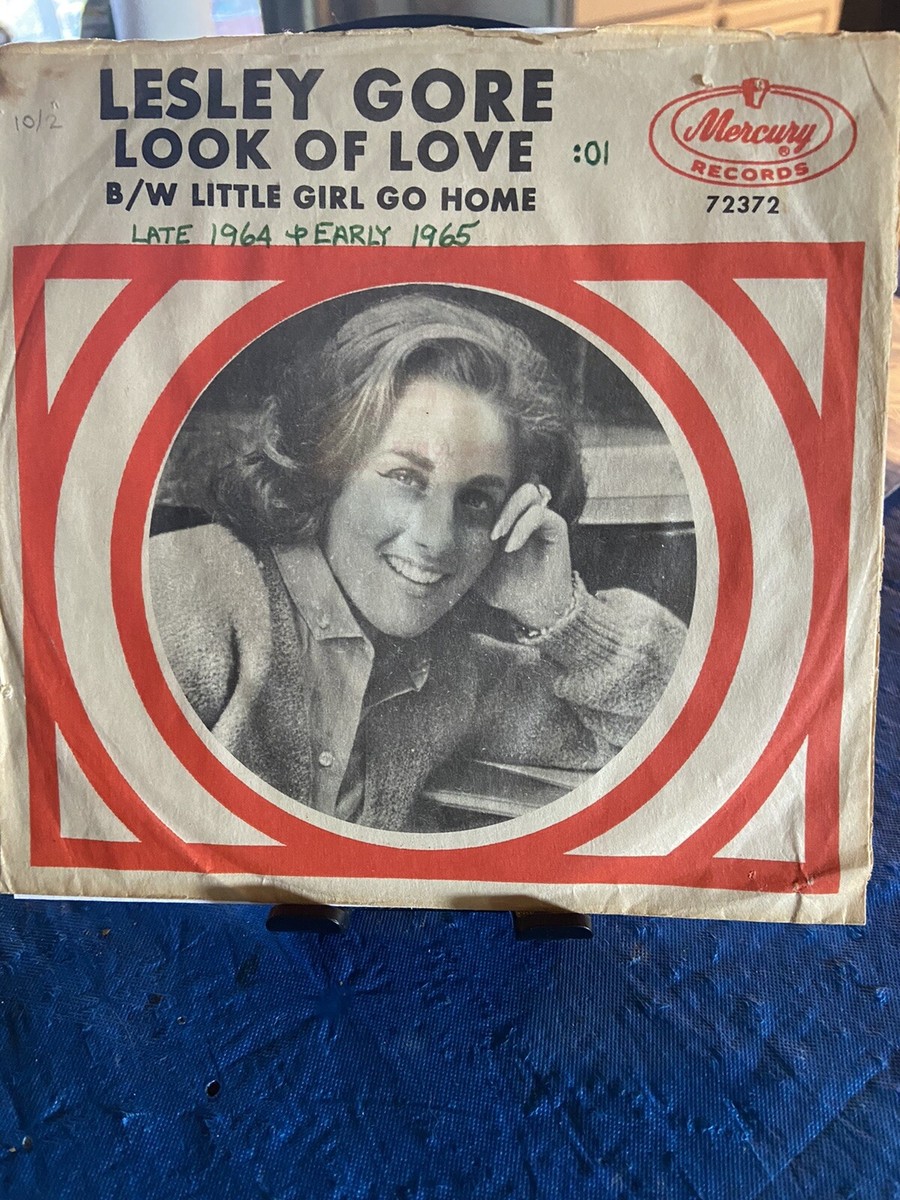 LESLEY GORE
LOOK OF LOVE
:01
B/W LITTLE GIRL GO HOME
LATE 1964 & EARLY 1965
10/2
Mercury
®
RECORDS
72372